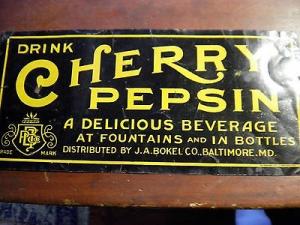 DRINK
CHERRY
PEPSIN
A DELICIOUS BEVERAGE
AT FOUNTAINS AND IN BOTTLES
TRADE MARK
DISTRIBUTED BY J.A. BOKEL CO., BALTIMORE, MD.